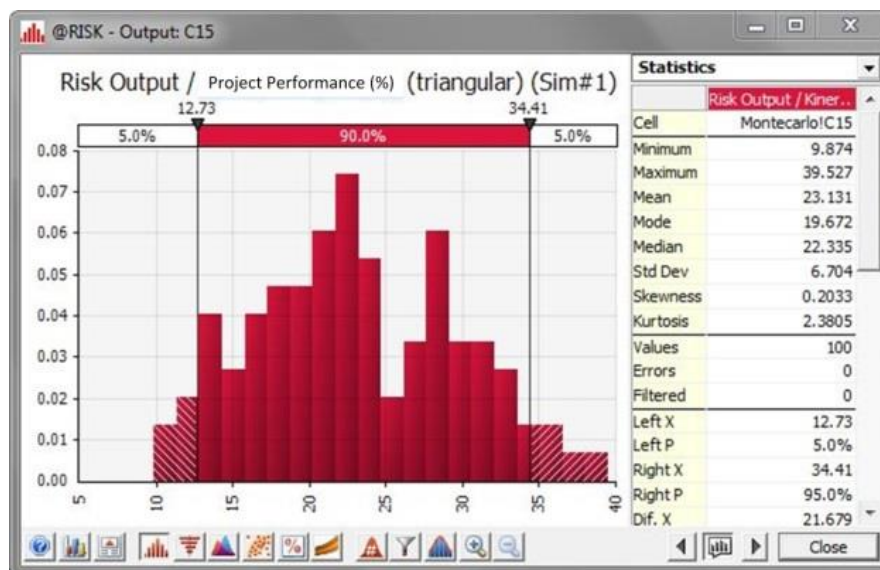 @RISK - Output: C15
Risk Output / Project Performance (%) (triangular) (Sim#1)
12.73 34.41
5.0% 90.0% 5.0%
0.08
0.07
0.06
0.05
0.04
0.03
0.02
0.01
0.00
5 10 15 20 25 30 35 40
Statistics
Risk Output / Kiner..
Cell Montecarlo!C15
Minimum 9.874
Maximum 39.527
Mean 23.131
Mode 19.672
Median 22.335
Std Dev 6.704
Skewness 0.2033
Kurtosis 2.3805
Values 100
Errors 0
Filtered 0
Left X 12.73
Left P 5.0%
Right X 34.41
Right P 95.0%
Dif. X 21.679
Close